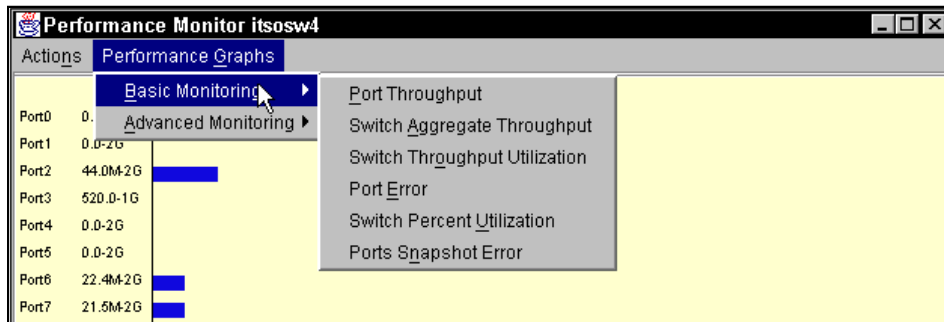 Performance Monitor itsosw4
Actions Performance Graphs
Basic Monitoring
Advanced Monitoring
Port Throughput
Switch Aggregate Throughput
Switch Throughput Utilization
Port Error
Switch Percent Utilization
Ports Snapshot Error
Port0 0.
Port1 0.0-2G
Port2 44.0M-2G
Port3 520.0-1G
Port4 0.0-2G
Port5 0.0-2G
Port6 22.4M-2G
Port7 21.5M-2G